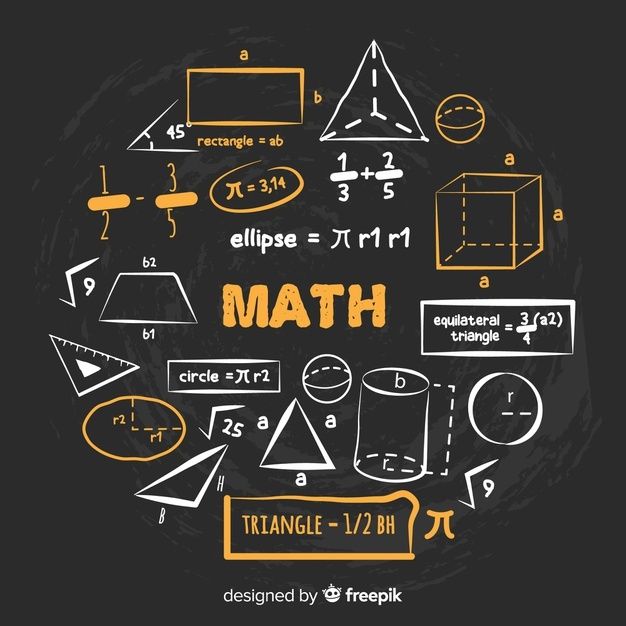 a
b
45°
rectangle = ab
1/2 - 3/5
π = 3,14
1/3 + 2/5
ellipse = π r1 r1
a
a
a
√9
b2
b1
MATH
equilateral triangle = 3/4 (a2)
circle = π r2
r2
r1
√25
a
a
a
b
r
r
√9
B
H
TRIANGLE - 1/2 BH
π
designed by freepik